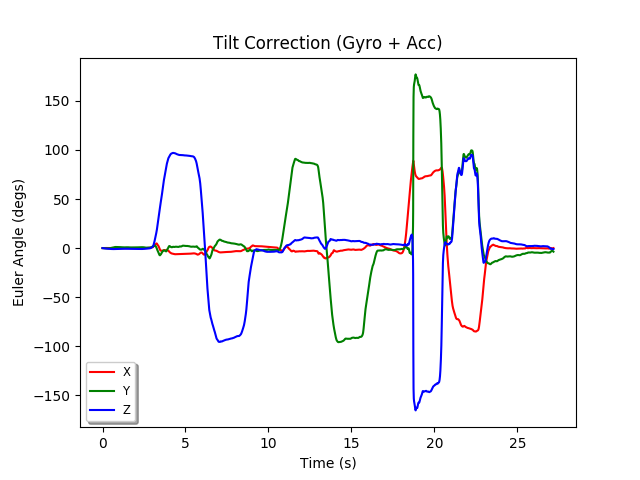 Tilt Correction (Gyro + Acc)
Euler Angle (degs)
150
100
50
0
−50
−100
−150
X
Y
Z
0 5 10 15 20 25
Time (s)